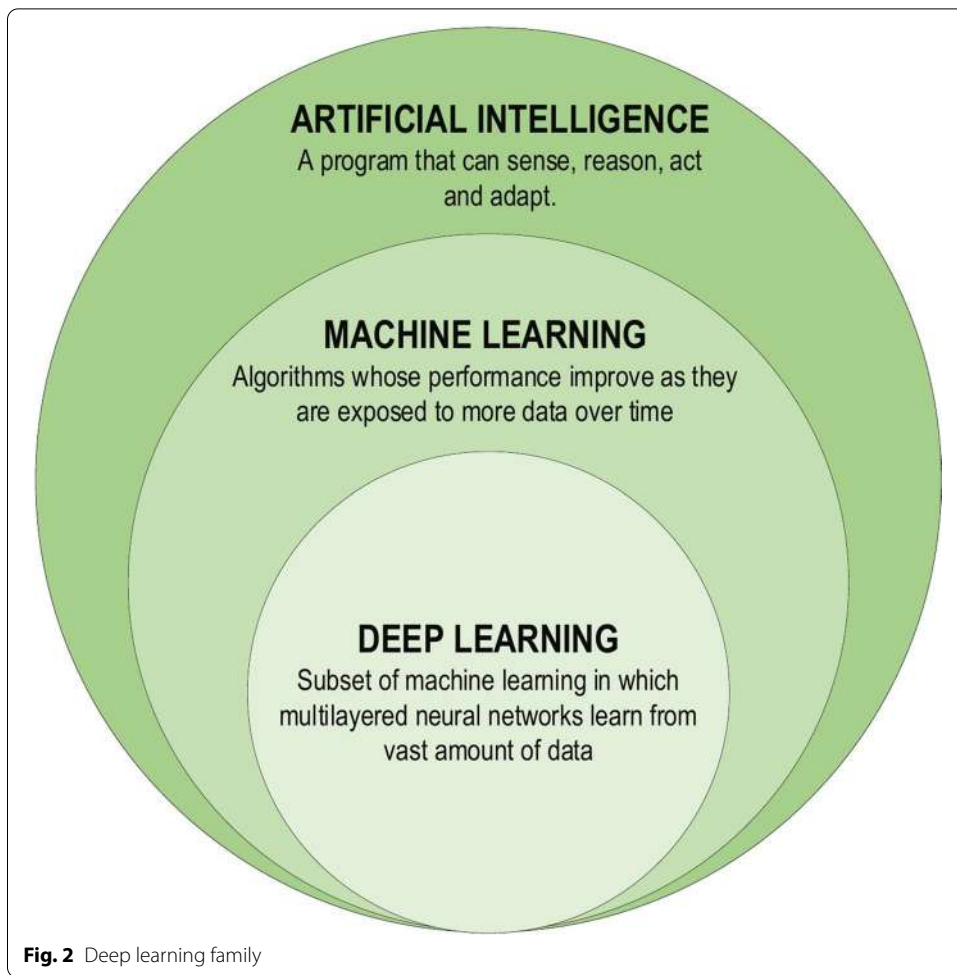 ARTIFICIAL INTELLIGENCE
A program that can sense, reason, act
and adapt.
MACHINE LEARNING
Algorithms whose performance improve as they
are exposed to more data over time
DEEP LEARNING
Subset of machine learning in which
multilayered neural networks learn from
vast amount of data
Fig. 2 Deep learning family